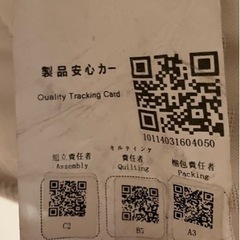 製品安心カー
Quality Tracking Card
10114031604050
組立責任者
Assembly
キルティング
責任者
Quilting
梱包責任者
Packing
C2
B5
A3